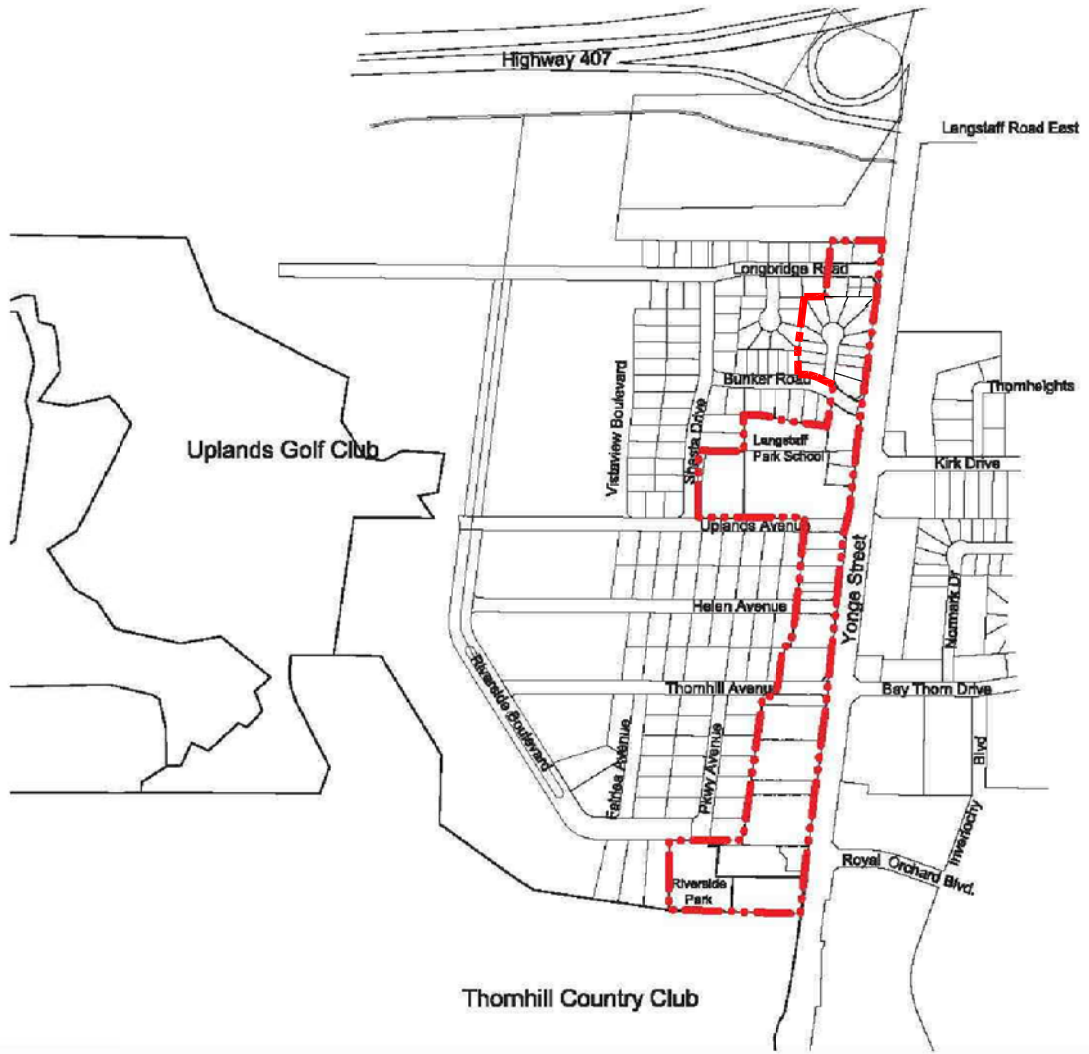 Highway 407
Langstaff Road East
Longbridge Road
Bunker Road
Thornheights
Vistaview Boulevard
Shasta Drive
Langstaff
Park School
Uplands Golf Club
Kirk Drive
Uplands Avenue
Yonge Street
Normark Dr
Helen Avenue
Riverside Boulevard
Thornhill Avenue
Bay Thorn Drive
Fairlea Avenue
Pkwy Avenue
Blvd
Inverlochy
Royal Orchard Blvd.
Riverside
Park
Thornhill Country Club